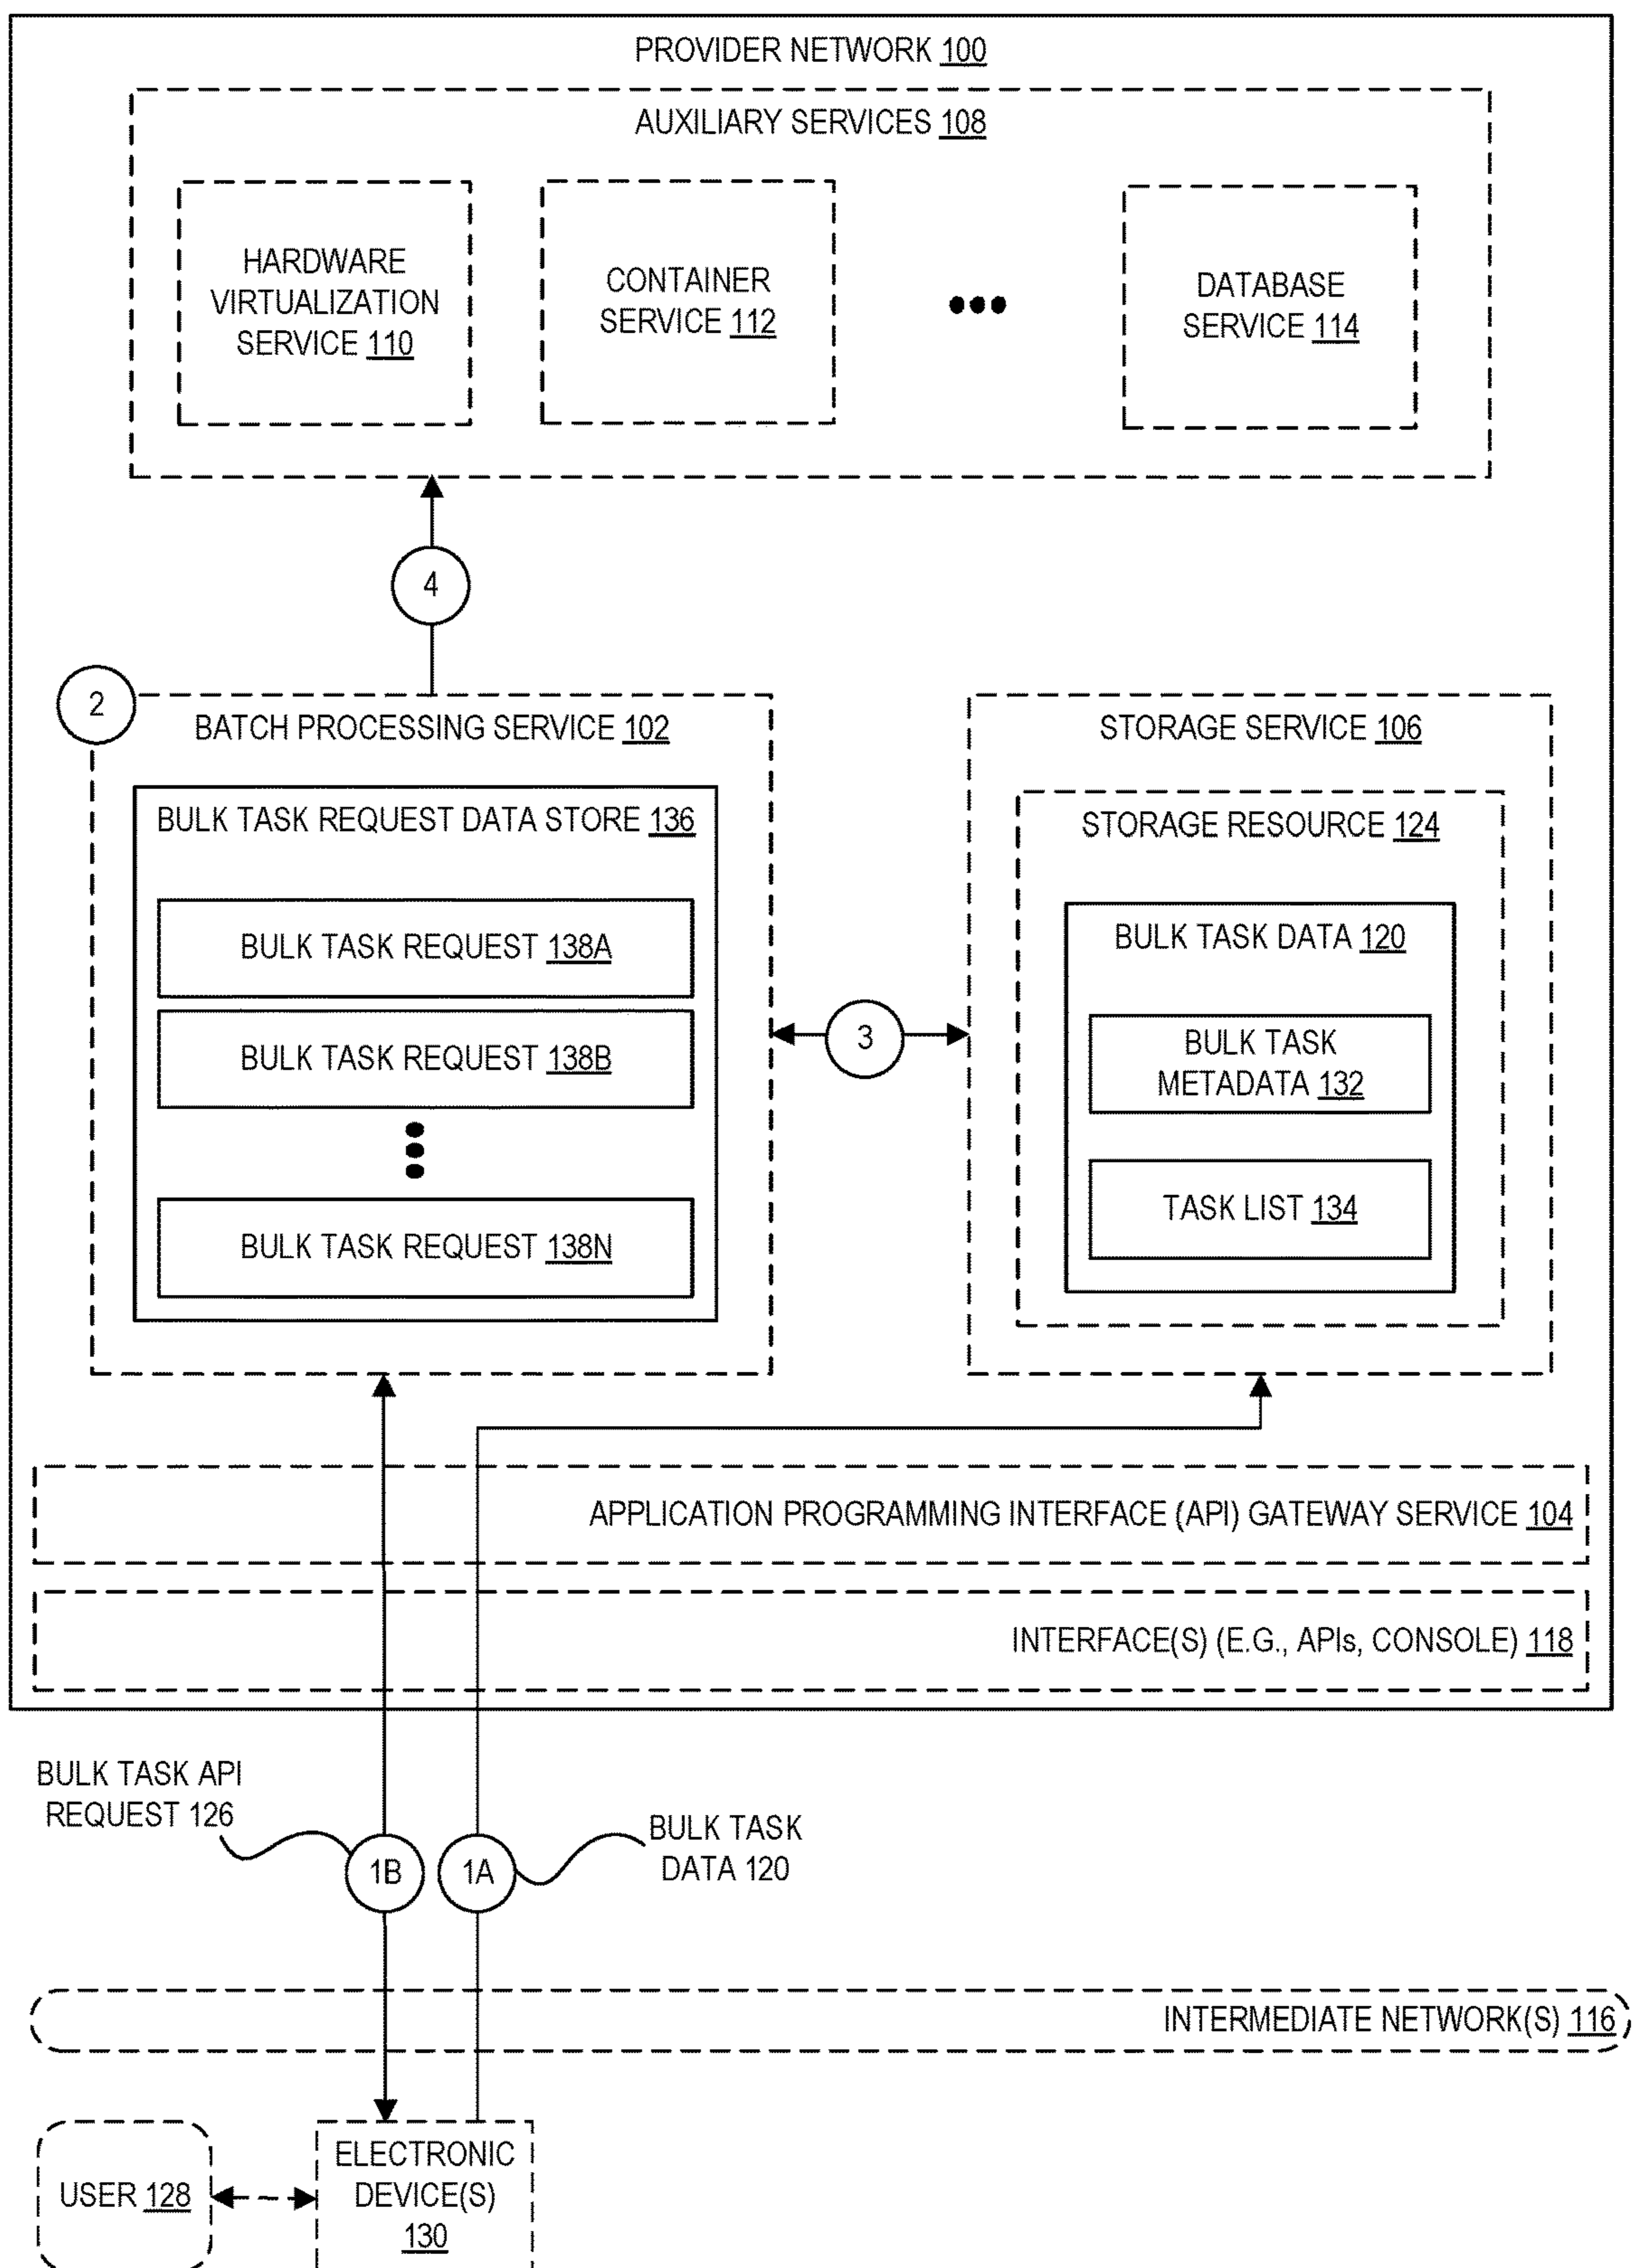 PROVIDER NETWORK 100
AUXILIARY SERVICES 108
HARDWARE
VIRTUALIZATION
SERVICE 110
CONTAINER
SERVICE 112
DATABASE
SERVICE 114
4
2
BATCH PROCESSING SERVICE 102
BULK TASK REQUEST DATA STORE 136
BULK TASK REQUEST 138A
BULK TASK REQUEST 138B
BULK TASK REQUEST 138N
3
STORAGE SERVICE 106
STORAGE RESOURCE 124
BULK TASK DATA 120
BULK TASK
METADATA 132
TASK LIST 134
APPLICATION PROGRAMMING INTERFACE (API) GATEWAY SERVICE 104
INTERFACE(S) (E.G., APIs, CONSOLE) 118
BULK TASK API
REQUEST 126
1B
1A
BULK TASK
DATA 120
INTERMEDIATE NETWORK(S) 116
USER 128
ELECTRONIC
DEVICE(S)
130